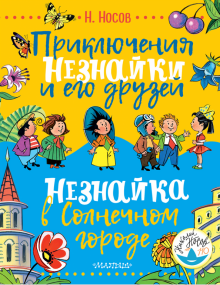 Н. Носов
Приключения
Незнайки
и его друзей
Незнайка
в Солнечном
городе
МАЛЫШ